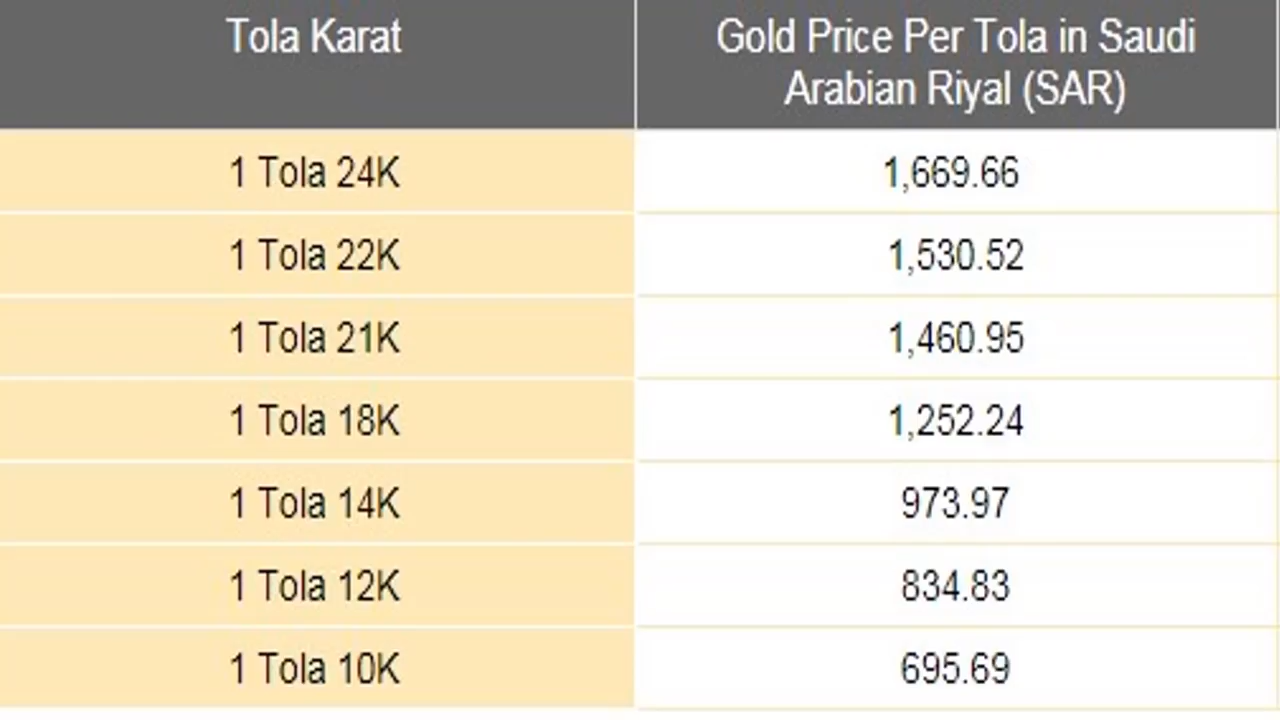 Tola Karat
Gold Price Per Tola in Saudi
Arabian Riyal (SAR)
1 Tola 24K 1,669.66
1 Tola 22K 1,530.52
1 Tola 21K 1,460.95
1 Tola 18K 1,252.24
1 Tola 14K 973.97
1 Tola 12K 834.83
1 Tola 10K 695.69